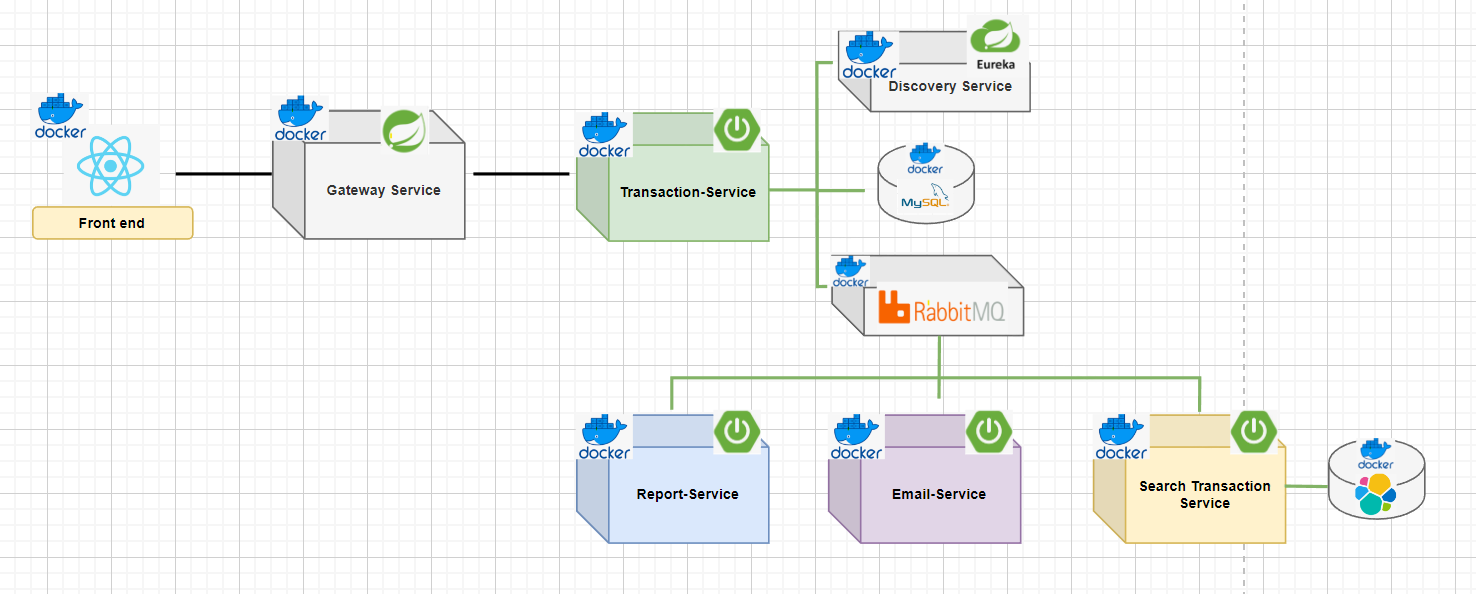 docker
Front end
docker
Gateway Service
docker
Transaction-Service
docker
Eureka
Discovery Service
docker
MySQL
docker
RabbitMQ
docker
Report-Service
docker
Email-Service
docker
Search Transaction
Service
docker